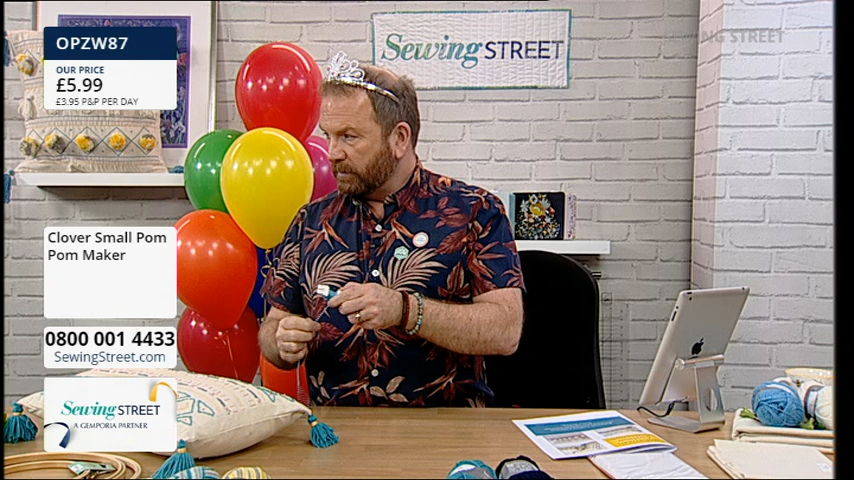 OPZW87
OUR PRICE
£5.99
£3.95 P&P PER DAY
Clover Small Pom
Pom Maker
0800 001 4433
SewingStreet.com
Sewing STREET
A GEMPORIA PARTNER
Sewing STREET
SEWING STREET